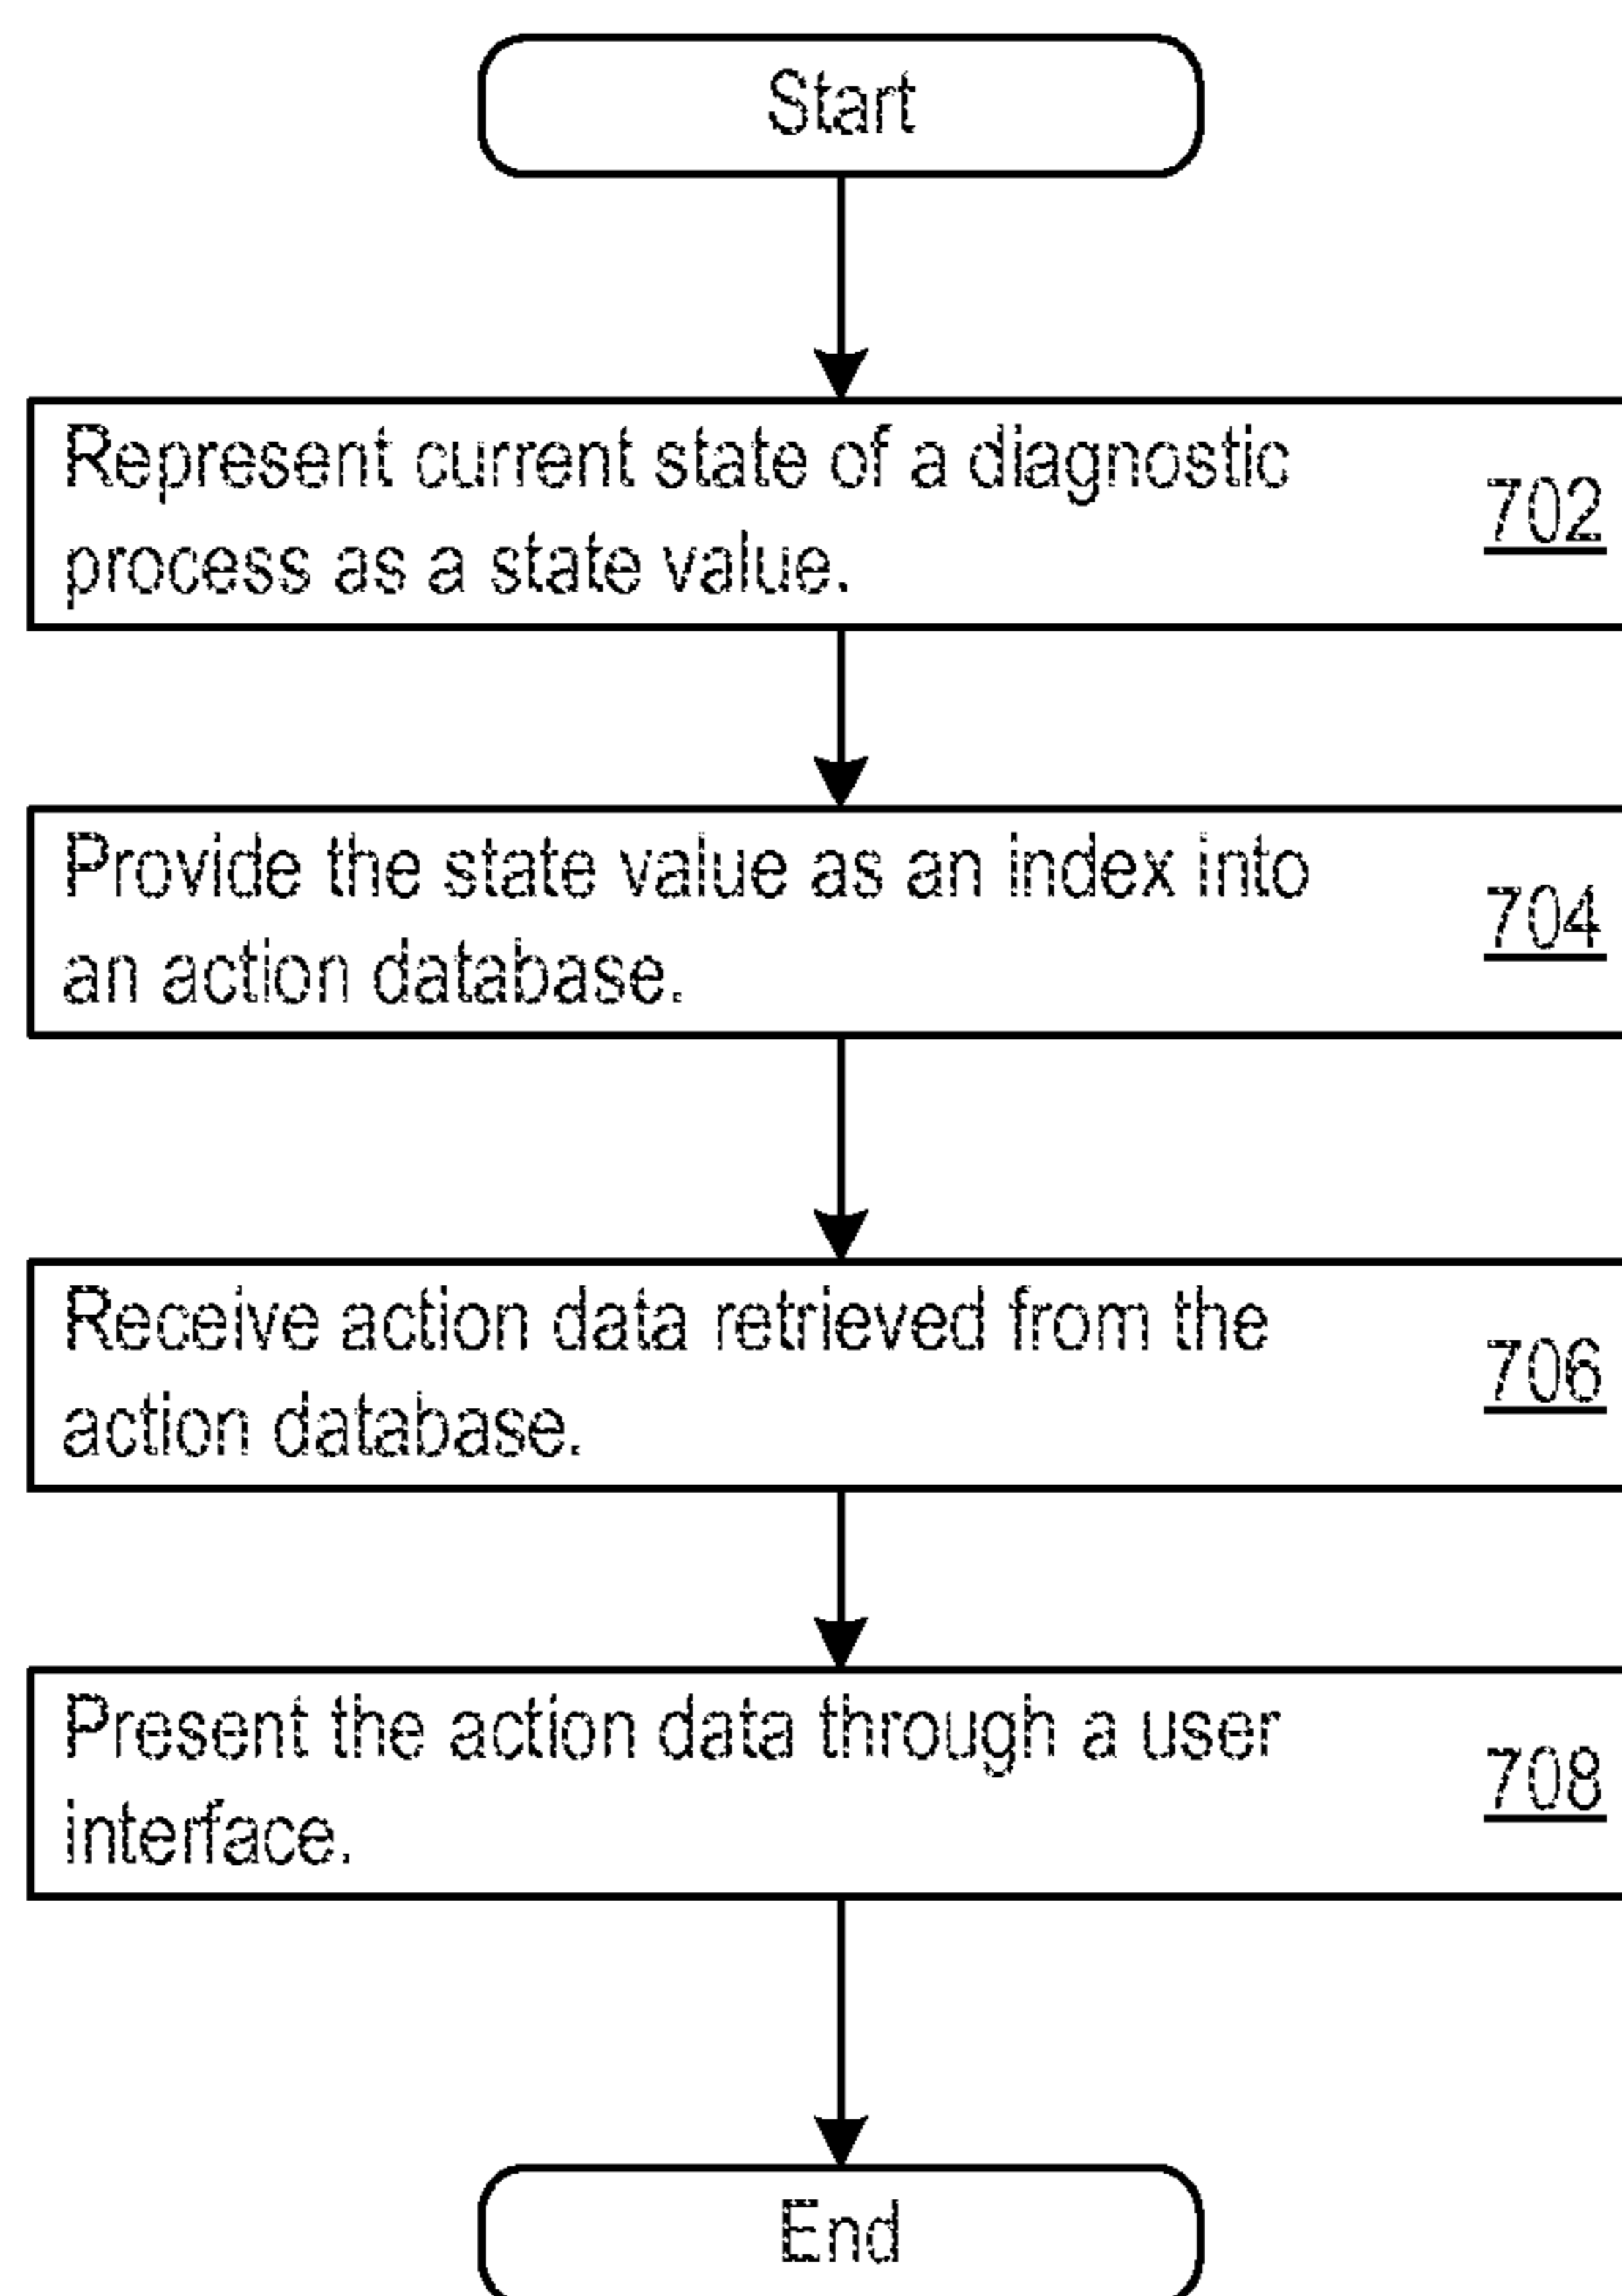 Start
Represent current state of a diagnostic
process as a state value.
702
Provide the state value as an index into
an action database.
704
Receive action data retrieved from the
action database.
706
Present the action data through a user
interface.
708
End